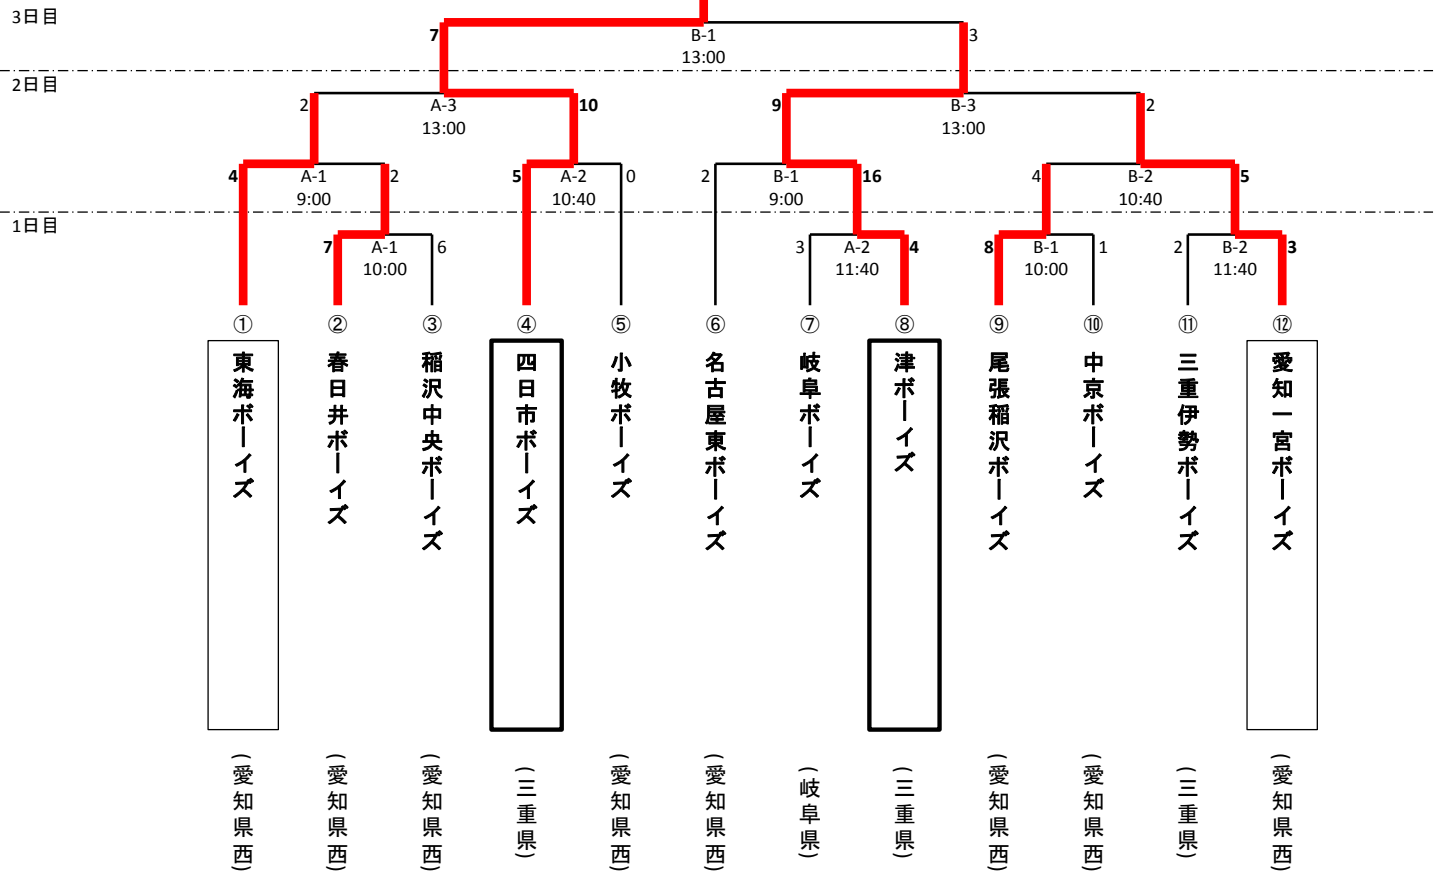 3日目
7
B-1
3
13:00
2日目
2
A-3
10
9
B-3
2
13:00
13:00
4
A-1
2
5
A-2
0
2
B-1
16
4
B-2
5
9:00
10:40
9:00
10:40
1日目
7
A-1
6
3
A-2
4
8
B-1
1
2
B-2
3
10:00
11:40
10:00
11:40
①
②
③
④
⑤
⑥
⑦
⑧
⑨
⑩
⑪
⑫
東海ボーイズ
春日井ボーイズ
稲沢中央ボーイズ
四日市ボーイズ
小牧ボーイズ
名古屋東ボーイズ
岐阜ボーイズ
津ボーイズ
尾張稲沢ボーイズ
中京ボーイズ
三重伊勢ボーイズ
愛知一宮ボーイズ
(愛知県西)
(愛知県西)
(愛知県西)
(三重県)
(愛知県西)
(愛知県西)
(岐阜県)
(三重県)
(愛知県西)
(愛知県西)
(三重県)
(愛知県西)